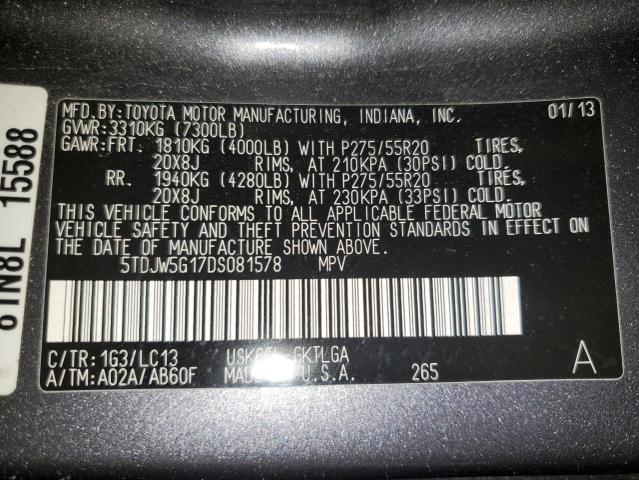 MFD.BY:TOYOTA MOTOR MANUFACTURING, INDIANA, INC. 01/13
GVWR:3310KG (7300LB)
GAWR:FRT. 1810KG (4000LB) WITH P275/55R20 TIRES,
20X8J RIMS, AT 210KPA (30PSI) COLD.
RR. 1940KG (4280LB) WITH P275/55R20 TIRES,
20X8J RIMS, AT 230KPA (33PSI) COLD.
THIS VEHICLE CONFORMS TO ALL APPLICABLE FEDERAL MOTOR
VEHICLE SAFETY AND THEFT PREVENTION STANDARDS IN EFFECT ON
THE DATE OF MANUFACTURE SHOWN ABOVE.
5TDJW5G17DS081578 MPV
C/TR:1G3/LC13
A/TM:A02A/AB60F U.S.A. 265
A
15588